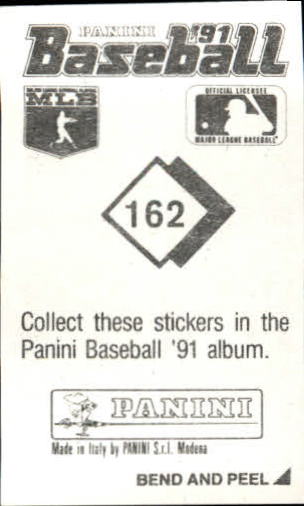 PANINI '91
Baseball
MLB
OFFICIAL LICENSEE
MAJOR LEAGUE BASEBALL
162
Collect these stickers in the
Panini Baseball '91 album.
PANINI
Made in Italy by PANINI S.r.l. Modena
BEND AND PEEL